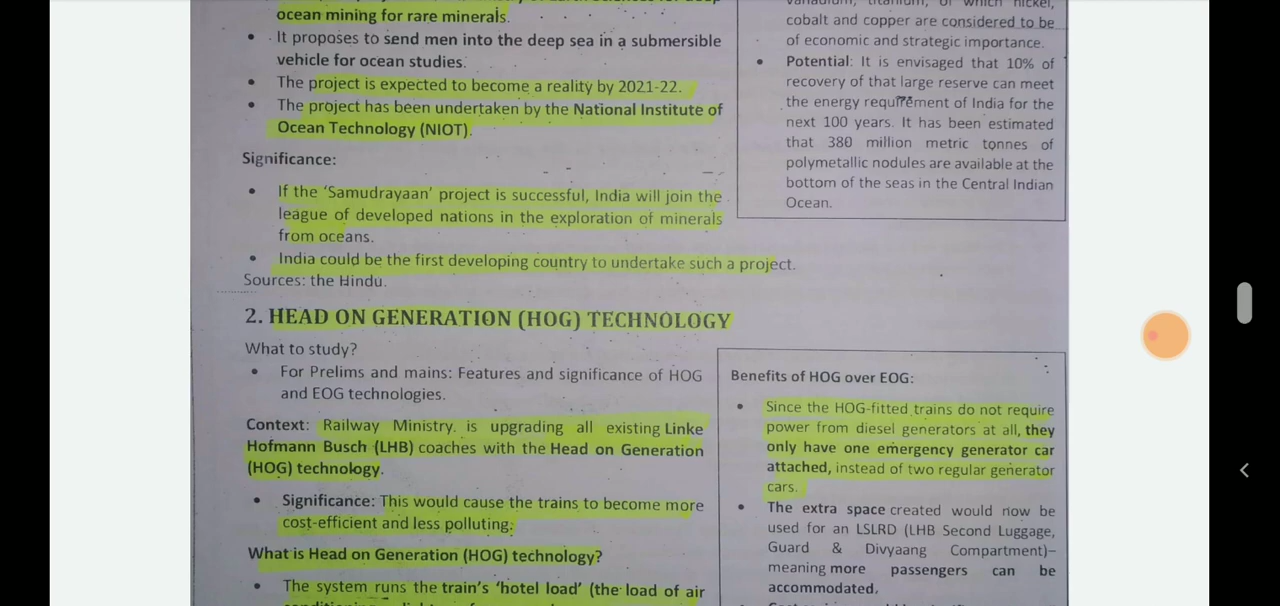 ocean mining for rare minerals.
• It proposes to send men into the deep sea in a submersible
vehicle for ocean studies.
• The project is expected to become a reality by 2021-22.
• The project has been undertaken by the National Institute of
Ocean Technology (NIOT).
Significance:
• If the ‘Samudrayaan’ project is successful, India will join the
league of developed nations in the exploration of minerals
from oceans.
• India could be the first developing country to undertake such a project.
Sources: the Hindu.
vanadium, titanium, of which nickel,
cobalt and copper are considered to be
of economic and strategic importance.
• Potential: It is envisaged that 10% of
recovery of that large reserve can meet
the energy requirement of India for the
next 100 years. It has been estimated
that 380 million metric tonnes of
polymetallic nodules are available at the
bottom of the seas in the Central Indian
Ocean.
2. HEAD ON GENERATION (HOG) TECHNOLOGY
What to study?
• For Prelims and mains: Features and significance of HOG
and EOG technologies.
Context: Railway Ministry is upgrading all existing Linke
Hofmann Busch (LHB) coaches with the Head on Generation
(HOG) technology.
• Significance: This would cause the trains to become more
cost-efficient and less polluting.
What is Head on Generation (HOG) technology?
• The system runs the train’s ‘hotel load’ (the load of air
Benefits of HOG over EOG:
• Since the HOG-fitted trains do not require
power from diesel generators at all, they
only have one emergency generator car
attached, instead of two regular generator
cars.
• The extra space created would now be
used for an LSLRD (LHB Second Luggage,
Guard & Divyaang Compartment)–
meaning more passengers can be
accommodated.